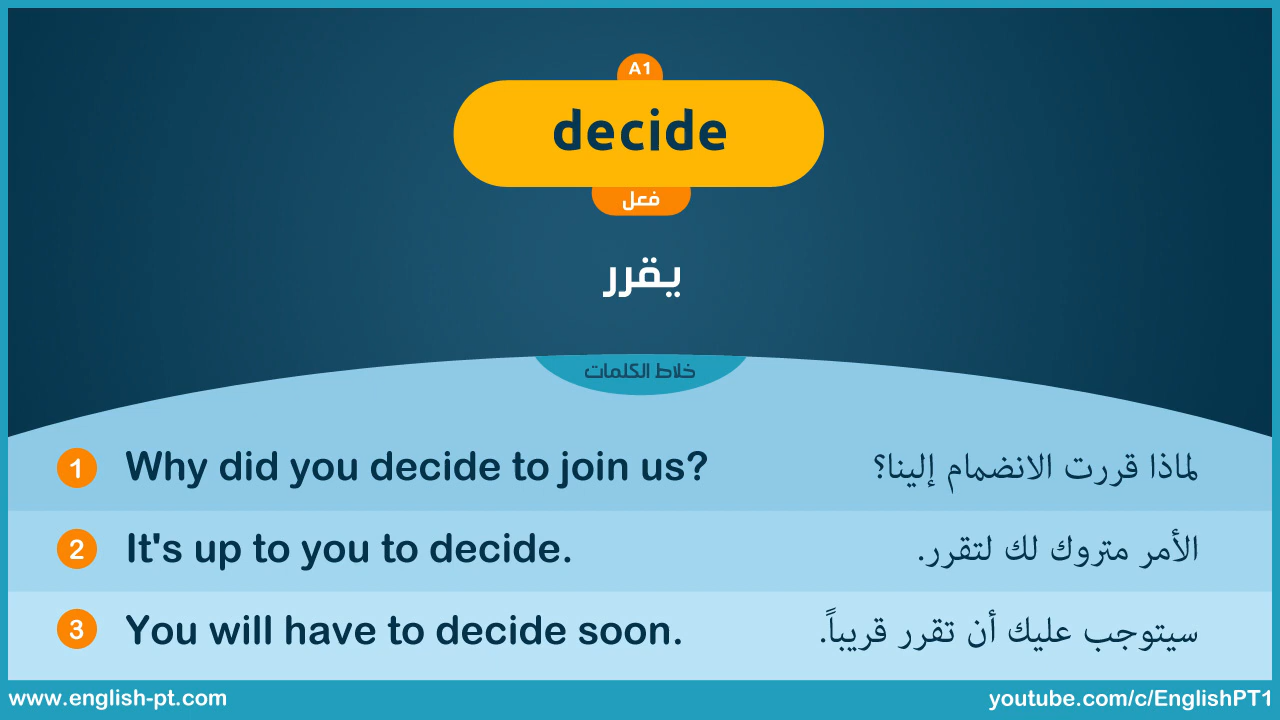 A1
decide
فعل
يقرر
خلاط الكلمات
1 Why did you decide to join us? لماذا قررت الانضمام إلينا؟
2 It's up to you to decide. الأمر متروك لك لتقرر.
3 You will have to decide soon. سيتوجب عليك أن تقرر قريباً.
www.english-pt.com youtube.com/c/EnglishPT1